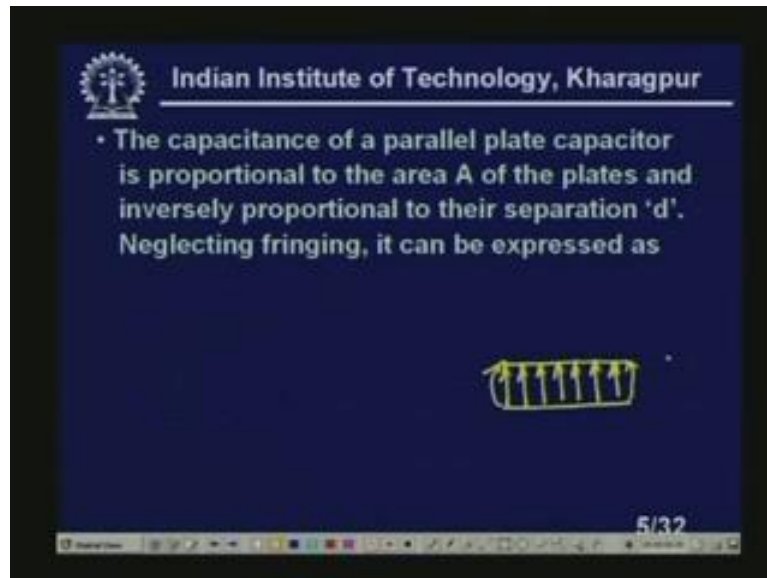 Indian Institute of Technology, Kharagpur
• The capacitance of a parallel plate capacitor
is proportional to the area A of the plates and
inversely proportional to their separation ‘d’.
Neglecting fringing, it can be expressed as
5/32